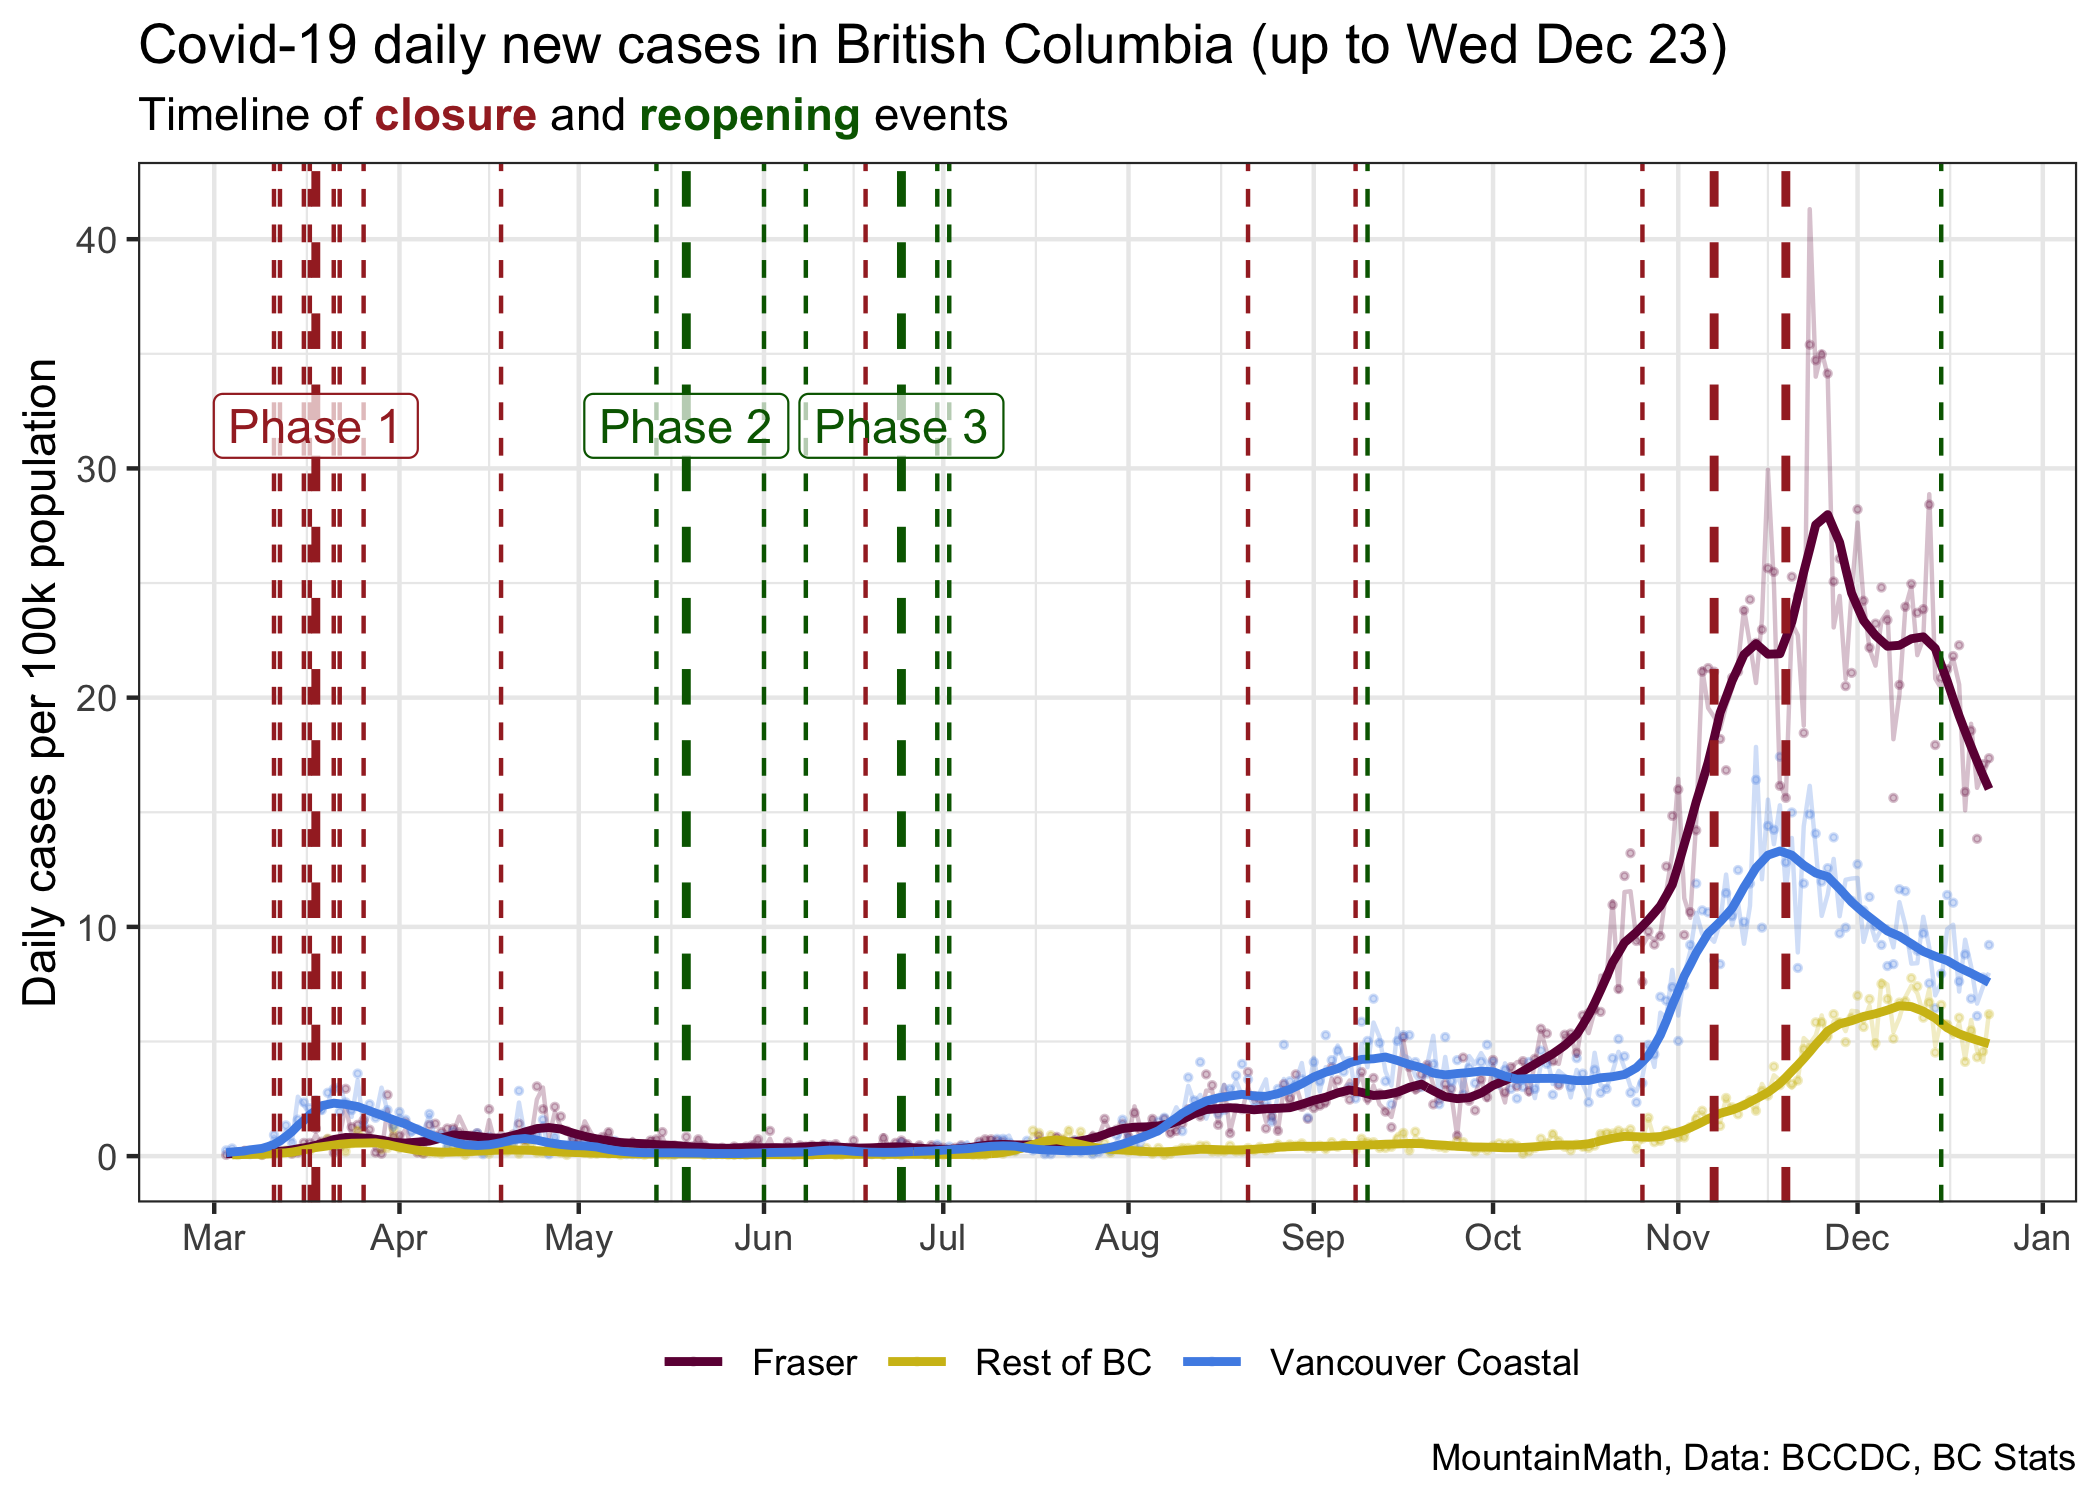 Covid-19 daily new cases in British Columbia (up to Wed Dec 23)
Timeline of closure and reopening events
Daily cases per 100k population
40
30
20
10
0
Phase 1
Phase 2
Phase 3
Mar
Apr
May
Jun
Jul
Aug
Sep
Oct
Nov
Dec
Jan
Fraser
Rest of BC
Vancouver Coastal
MountainMath, Data: BCCDC, BC Stats